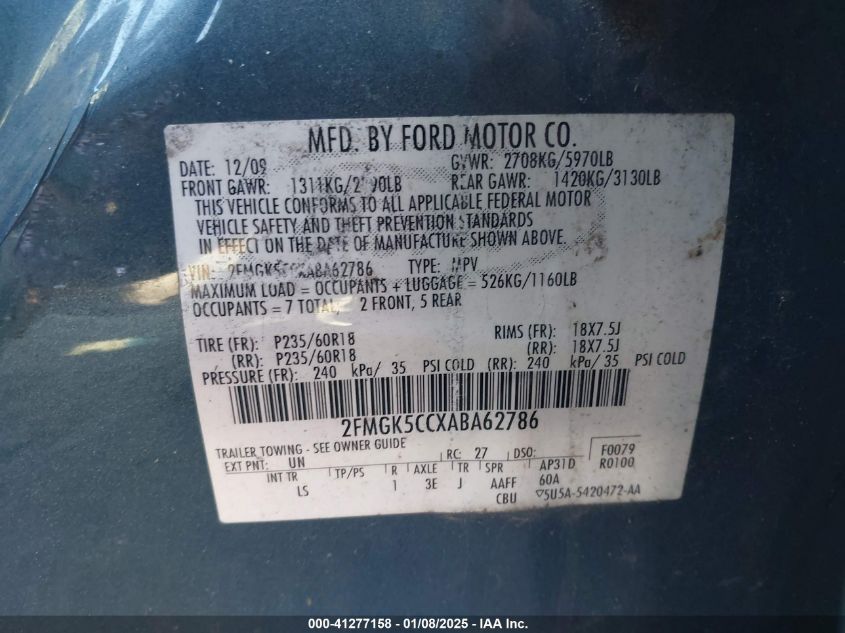 MFD. BY FORD MOTOR CO.
DATE: 12/09 GVWR: 2708KG/5970LB
FRONT GAWR: 1311KG/2 90LB REAR GAWR: 1420KG/3130LB
THIS VEHICLE CONFORMS TO ALL APPLICABLE FEDERAL MOTOR
VEHICLE SAFETY AND THEFT PREVENTION STANDARDS
IN EFFECT ON THE DATE OF MANUFACTURE SHOWN ABOVE.
VIN: 2FMGK5CCXABA62786 TYPE: MPV
MAXIMUM LOAD = OCCUPANTS + LUGGAGE = 526KG/1160LB
OCCUPANTS = 7 TOTAL, 2 FRONT, 5 REAR
TIRE (FR): P235/60R18 RIMS (FR): 18X7.5J
(RR): P235/60R18 (RR): 18X7.5J
PRESSURE (FR): 240 kPa/ 35 PSI COLD (RR): 240 kPa/ 35 PSI COLD
2FMGK5CCXABA62786
TRAILER TOWING - SEE OWNER GUIDE RC: 27 DSO: F0079
EXT PNT: UN R0100
INT TR TP/PS R AXLE TR SPR AP31D
LS 1 3E J AAFF 60A
CBU ▽5U5A-5420472-AA
000-41277158 - 01/08/2025 - IAA Inc.